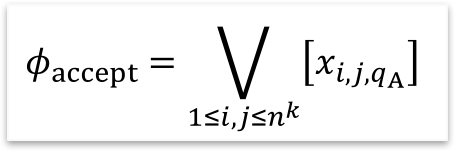 ϕ_accept = ⋁_{1≤i,j≤n^k} [x_{i,j,q_A}]